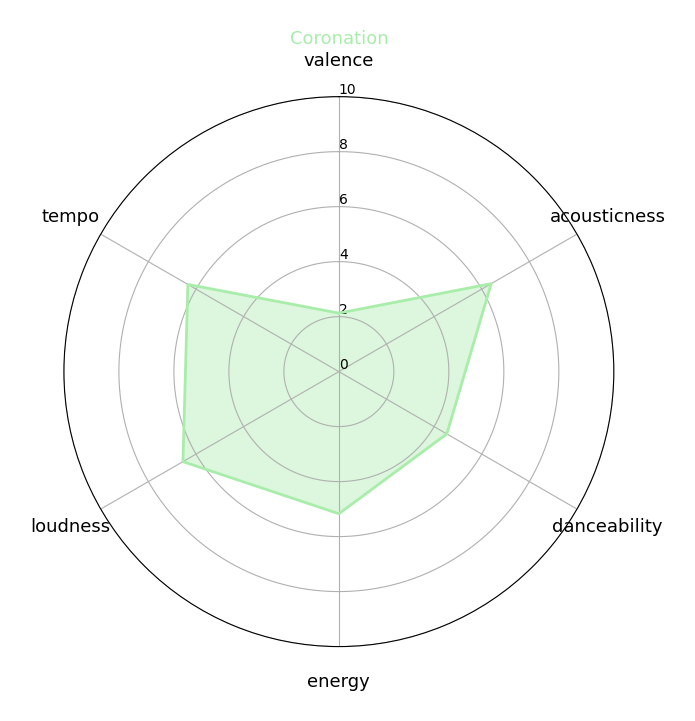 Coronation
valence
10
8
6
4
2
0
tempo
acousticness
loudness
danceability
energy